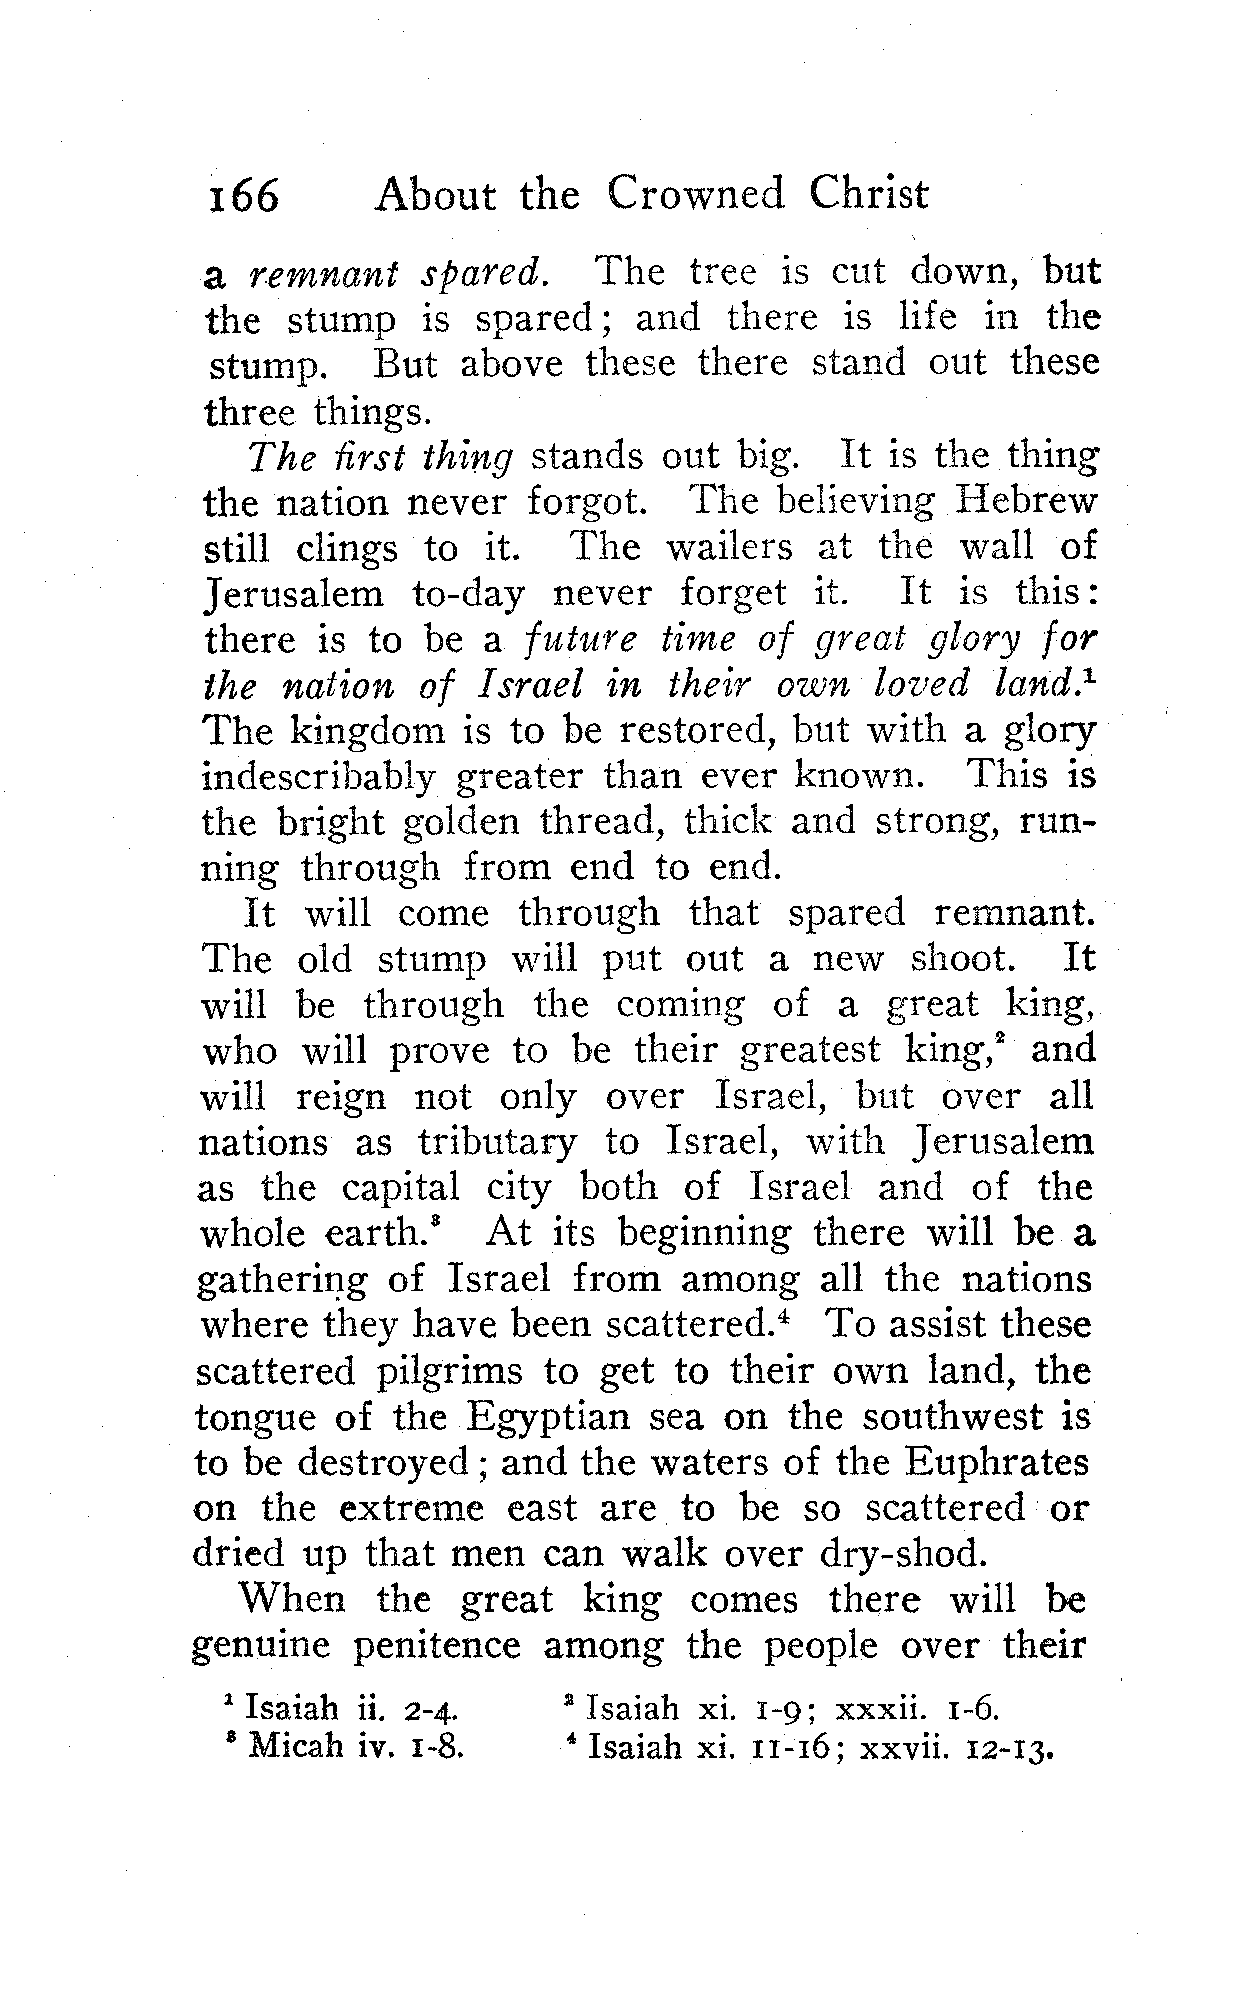 166 About the Crowned Christ
a remnant spared. The tree is cut down, but
the stump is spared; and there is life in the
stump. But above these there stand out these
three things.
The first thing stands out big. It is the thing
the nation never forgot. The believing Hebrew
still clings to it. The wailers at the wall of
Jerusalem to-day never forget it. It is this:
there is to be a future time of great glory for
the nation of Israel in their own loved land.¹
The kingdom is to be restored, but with a glory
indescribably greater than ever known. This is
the bright golden thread, thick and strong, run-
ning through from end to end.
It will come through that spared remnant.
The old stump will put out a new shoot. It
will be through the coming of a great king,
who will prove to be their greatest king,² and
will reign not only over Israel, but over all
nations as tributary to Israel, with Jerusalem
as the capital city both of Israel and of the
whole earth.³ At its beginning there will be a
gathering of Israel from among all the nations
where they have been scattered.⁴ To assist these
scattered pilgrims to get to their own land, the
tongue of the Egyptian sea on the southwest is
to be destroyed; and the waters of the Euphrates
on the extreme east are to be so scattered or
dried up that men can walk over dry-shod.
When the great king comes there will be
genuine penitence among the people over their
¹ Isaiah ii. 2-4. ² Isaiah xi. 1-9; xxxii. 1-6.
³ Micah iv. 1-8. ⁴ Isaiah xi. 11-16; xxvii. 12-13.